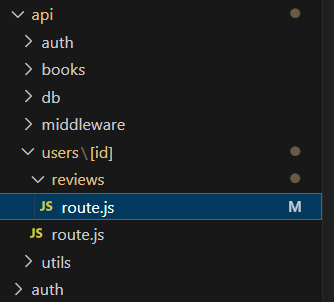 api
auth
books
db
middleware
users\[id]
reviews
JS route.js M
JS route.js
utils
auth